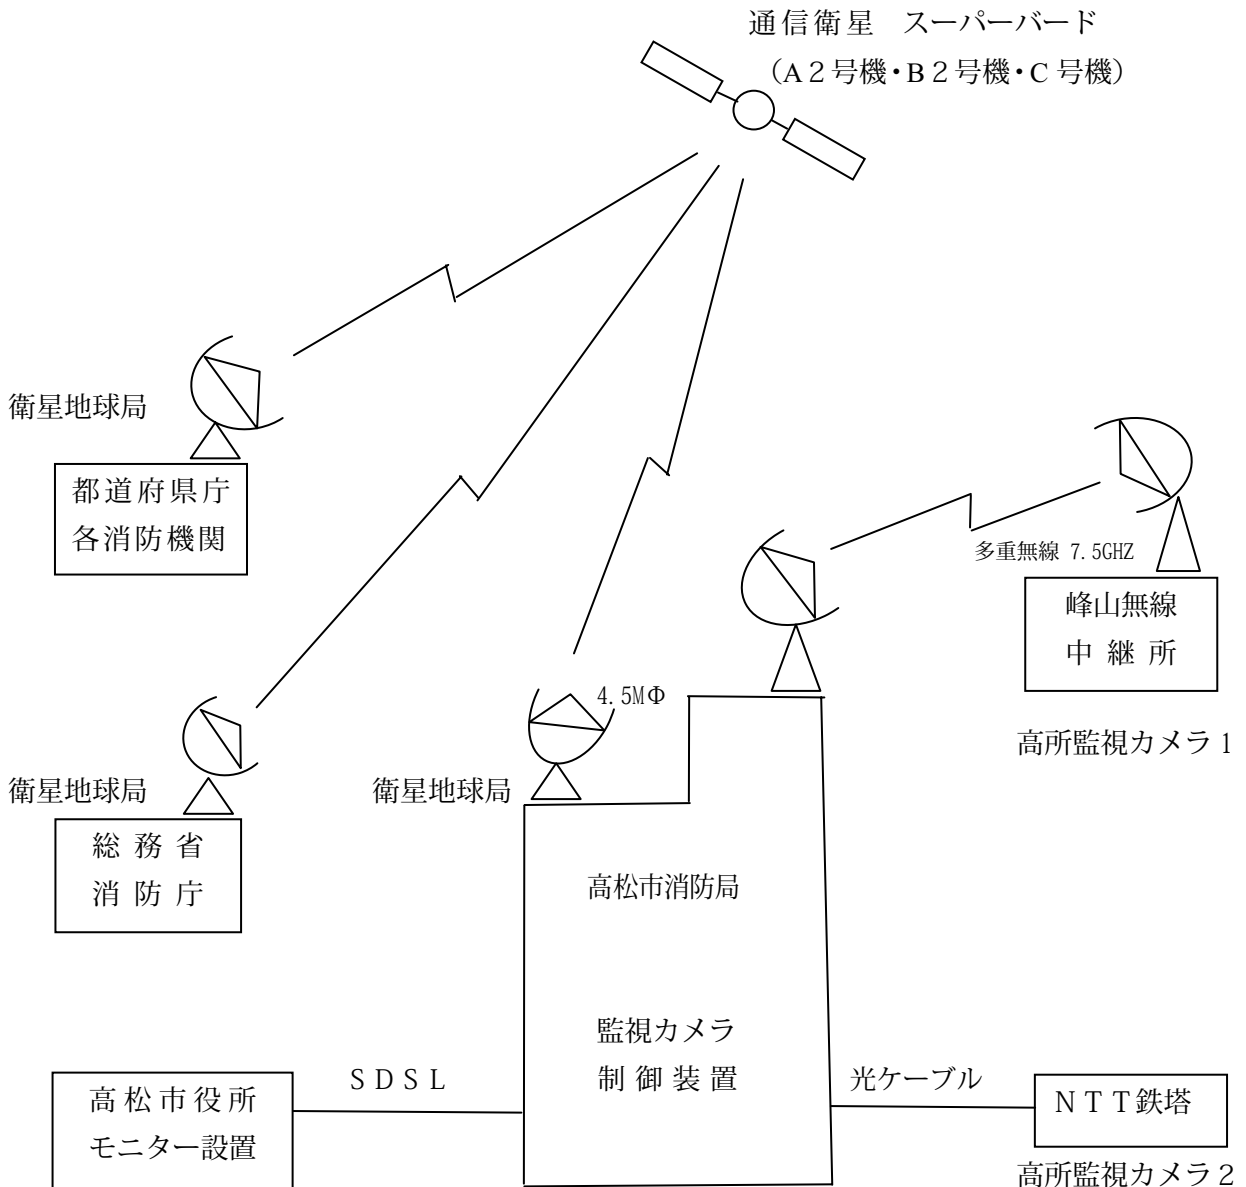 通信衛星　スーパーバード
（A２号機・B２号機・C 号機）
衛星地球局
都道府県庁
各消防機関
多重無線 7.5GHZ
峰山無線
中 継 所
高所監視カメラ 1
4.5MΦ
衛星地球局
衛星地球局
総 務 省
消 防 庁
高松市消防局
監視カメラ
制 御 装 置
ＳＤＳＬ
光ケーブル
高松市役所
モニター設置
ＮＴＴ鉄塔
高所監視カメラ 2